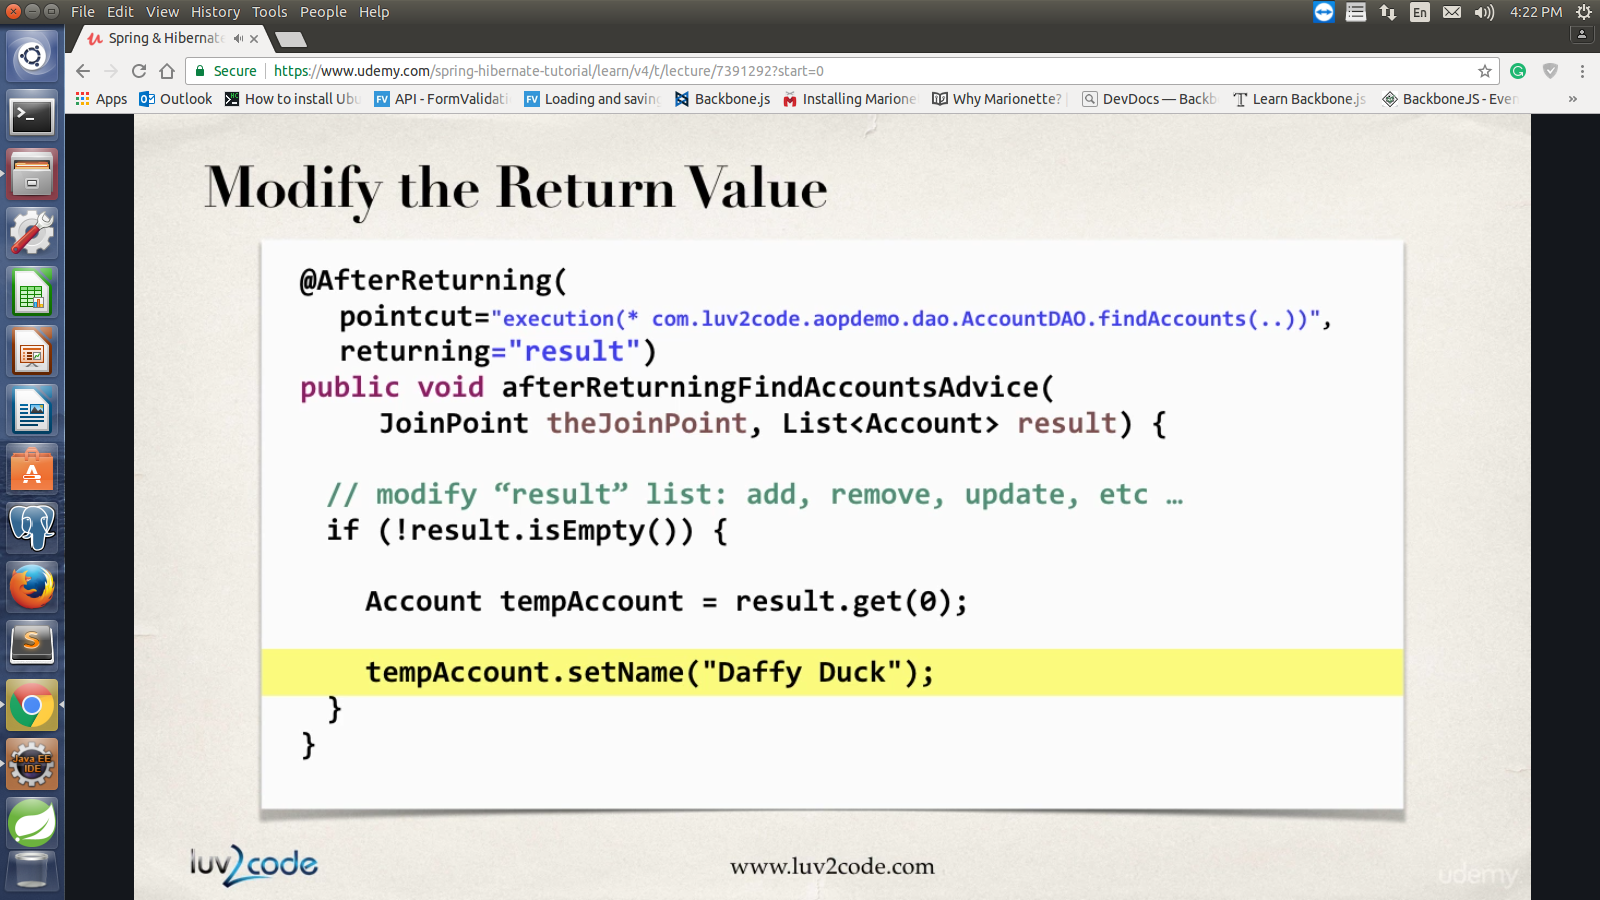 File Edit View History Tools People Help
En 4:22 PM
Spring & Hibernate
Secure https://www.udemy.com/spring-hibernate-tutorial/learn/v4/t/lecture/7391292?start=0
Apps Outlook How to install Ubu FV API - FormValidati FV Loading and saving Backbone.js Installing Marione Why Marionette? DevDocs — Backb Learn Backbone.js BackboneJS - Even »
Modify the Return Value
@AfterReturning(
pointcut="execution(* com.luv2code.aopdemo.dao.AccountDAO.findAccounts(..))",
returning="result")
public void afterReturningFindAccountsAdvice(
JoinPoint theJoinPoint, List<Account> result) {
// modify “result” list: add, remove, update, etc …
if (!result.isEmpty()) {
Account tempAccount = result.get(0);
tempAccount.setName("Daffy Duck");
}
}
luv2code
www.luv2code.com
udemy
Java EE
IDE